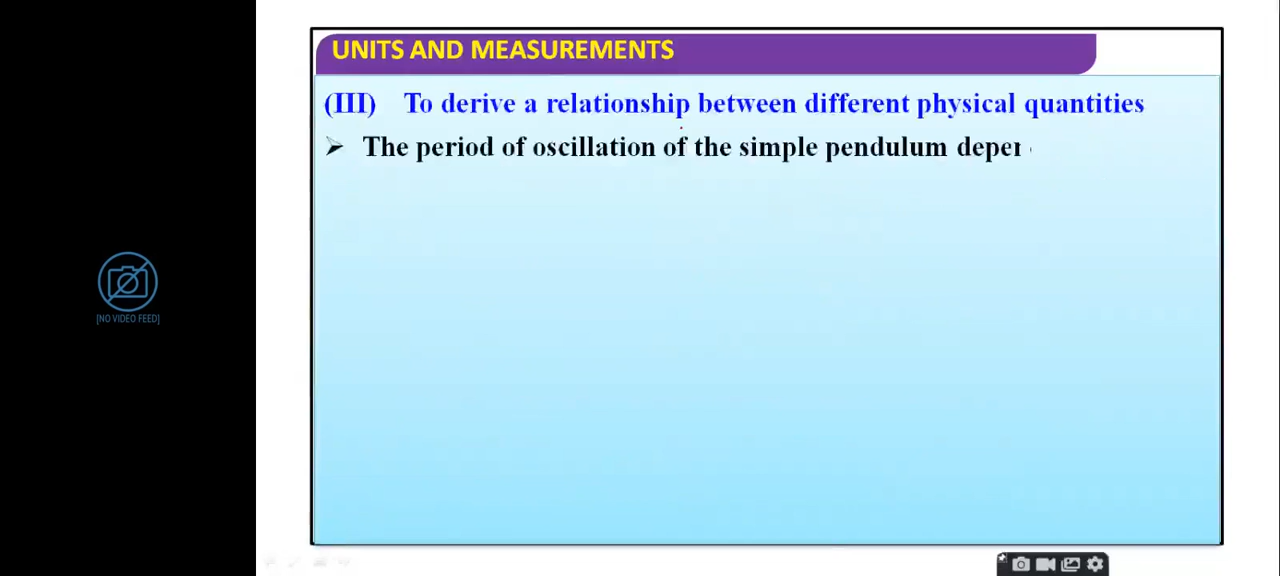 UNITS AND MEASUREMENTS
(III) To derive a relationship between different physical quantities
➤ The period of oscillation of the simple pendulum
[NO VIDEO FEED]